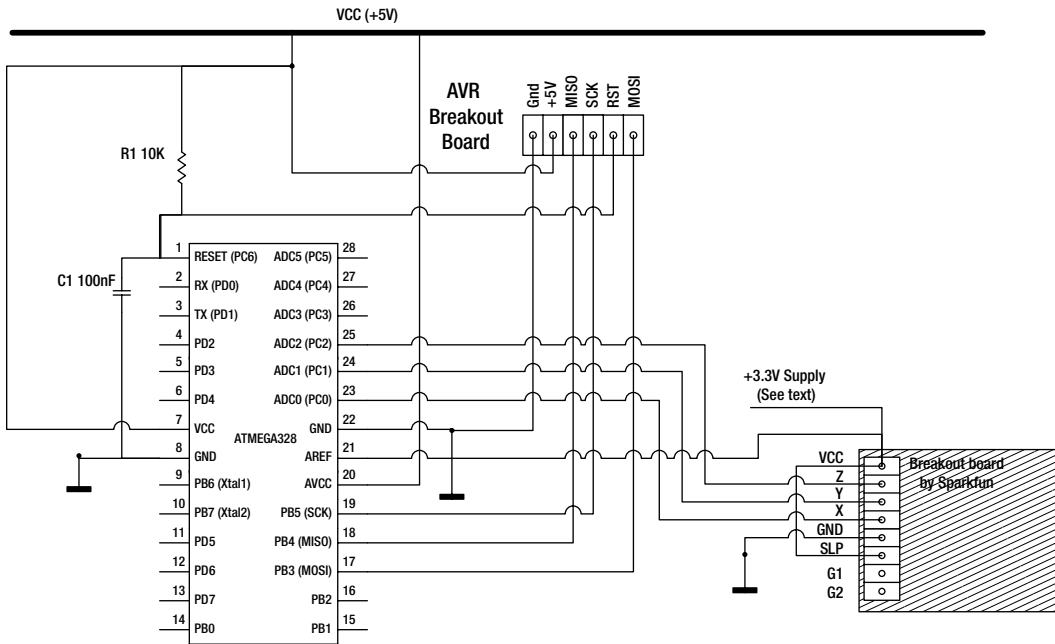 VCC (+5V)
AVR
Breakout
Board
Gnd
+5V
MISO
SCK
RST
MOSI
R1 10K
C1 100nF
1 RESET (PC6) ADC5 (PC5) 28
2 RX (PD0) ADC4 (PC4) 27
3 TX (PD1) ADC3 (PC3) 26
4 PD2 ADC2 (PC2) 25
5 PD3 ADC1 (PC1) 24
6 PD4 ADC0 (PC0) 23
7 VCC GND 22
ATMEGA328
8 GND AREF 21
9 PB6 (Xtal1) AVCC 20
10 PB7 (Xtal2) PB5 (SCK) 19
11 PD5 PB4 (MISO) 18
12 PD6 PB3 (MOSI) 17
13 PD7 PB2 16
14 PB0 PB1 15
+3.3V Supply
(See text)
VCC
Z
Y
X
GND
SLP
G1
G2
Breakout board
by Sparkfun